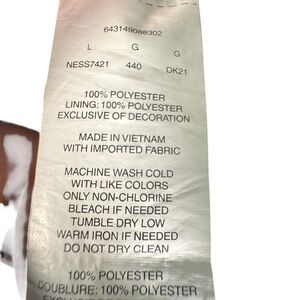 643149088302
L G G
NESS7421 440 DK21
100% POLYESTER
LINING: 100% POLYESTER
EXCLUSIVE OF DECORATION
MADE IN VIETNAM
WITH IMPORTED FABRIC
MACHINE WASH COLD
WITH LIKE COLORS
ONLY NON-CHLORINE
BLEACH IF NEEDED
TUMBLE DRY LOW
WARM IRON IF NEEDED
DO NOT DRY CLEAN
100% POLYESTER
DOUBLURE: 100% POLYESTER